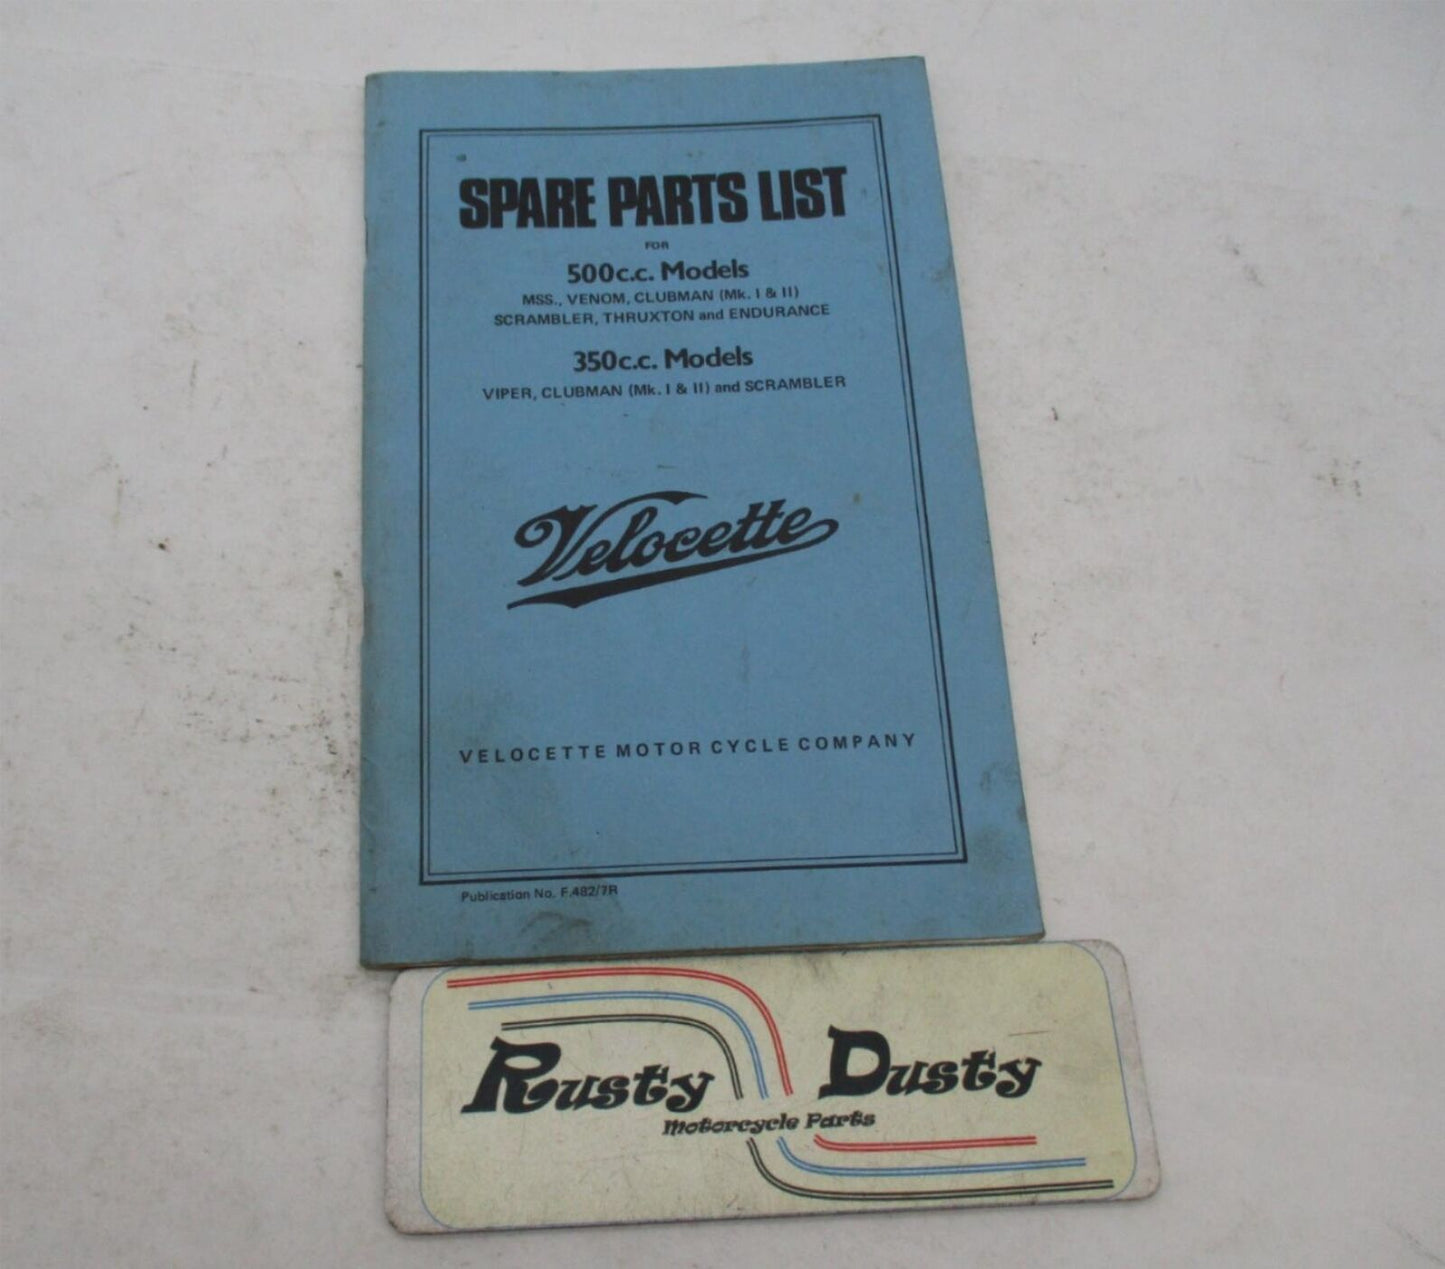 SPARE PARTS LIST
FOR
500c.c. Models
MSS., VENOM, CLUBMAN (Mk. I & II)
SCRAMBLER, THRUXTON and ENDURANCE
350c.c. Models
VIPER, CLUBMAN (Mk. I & II) and SCRAMBLER
Velocette
VELOCETTE MOTOR CYCLE COMPANY
Publication No. F.482/7R
Rusty Dusty
Motorcycle Parts